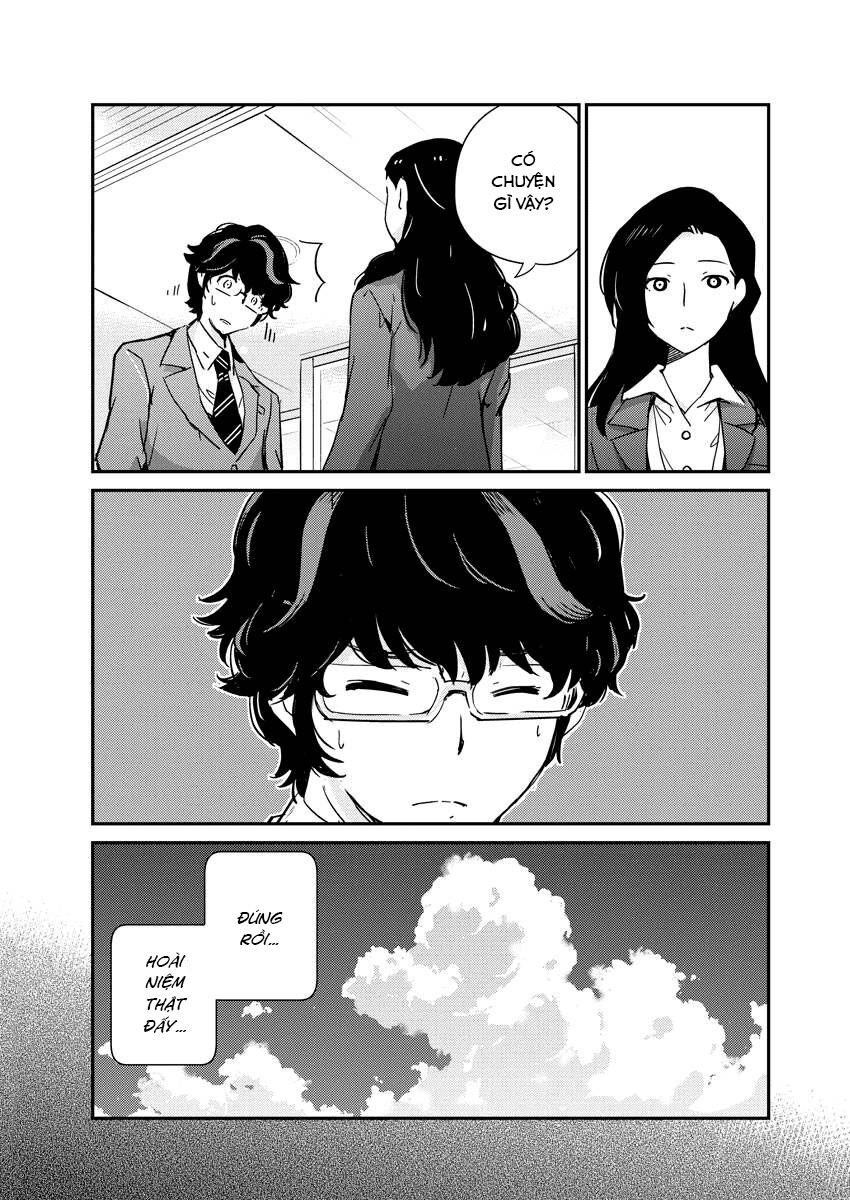 CÓ
CHUYỆN
GÌ VẬY?
ĐÚNG
RỒI...
HOÀI
NIỆM
THẬT
ĐẤY...